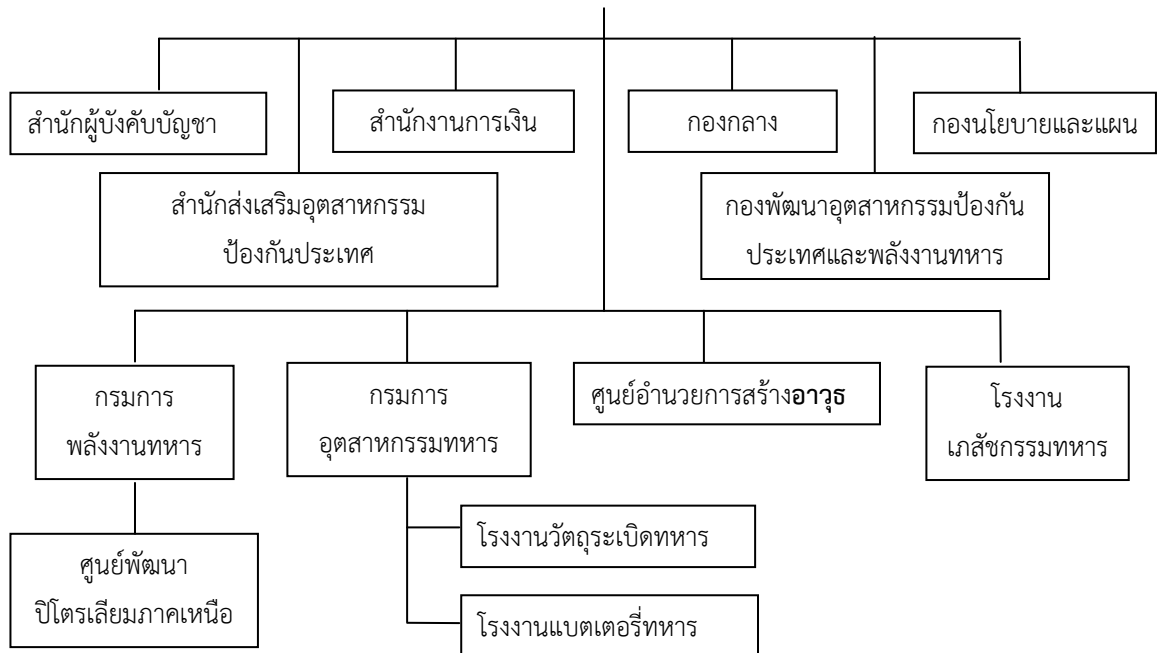 สำนักผู้บังคับบัญชา
สำนักงานการเงิน
กองกลาง
กองนโยบายและแผน
สำนักส่งเสริมอุตสาหกรรม
ป้องกันประเทศ
กองพัฒนาอุตสาหกรรมป้องกัน
ประเทศและพลังงานทหาร
กรมการ
พลังงานทหาร
กรมการ
อุตสาหกรรมทหาร
ศูนย์อำนวยการสร้างอาวุธ
โรงงาน
เภสัชกรรมทหาร
ศูนย์พัฒนา
ปิโตรเลียมภาคเหนือ
โรงงานวัตถุระเบิดทหาร
โรงงานแบตเตอรี่ทหาร